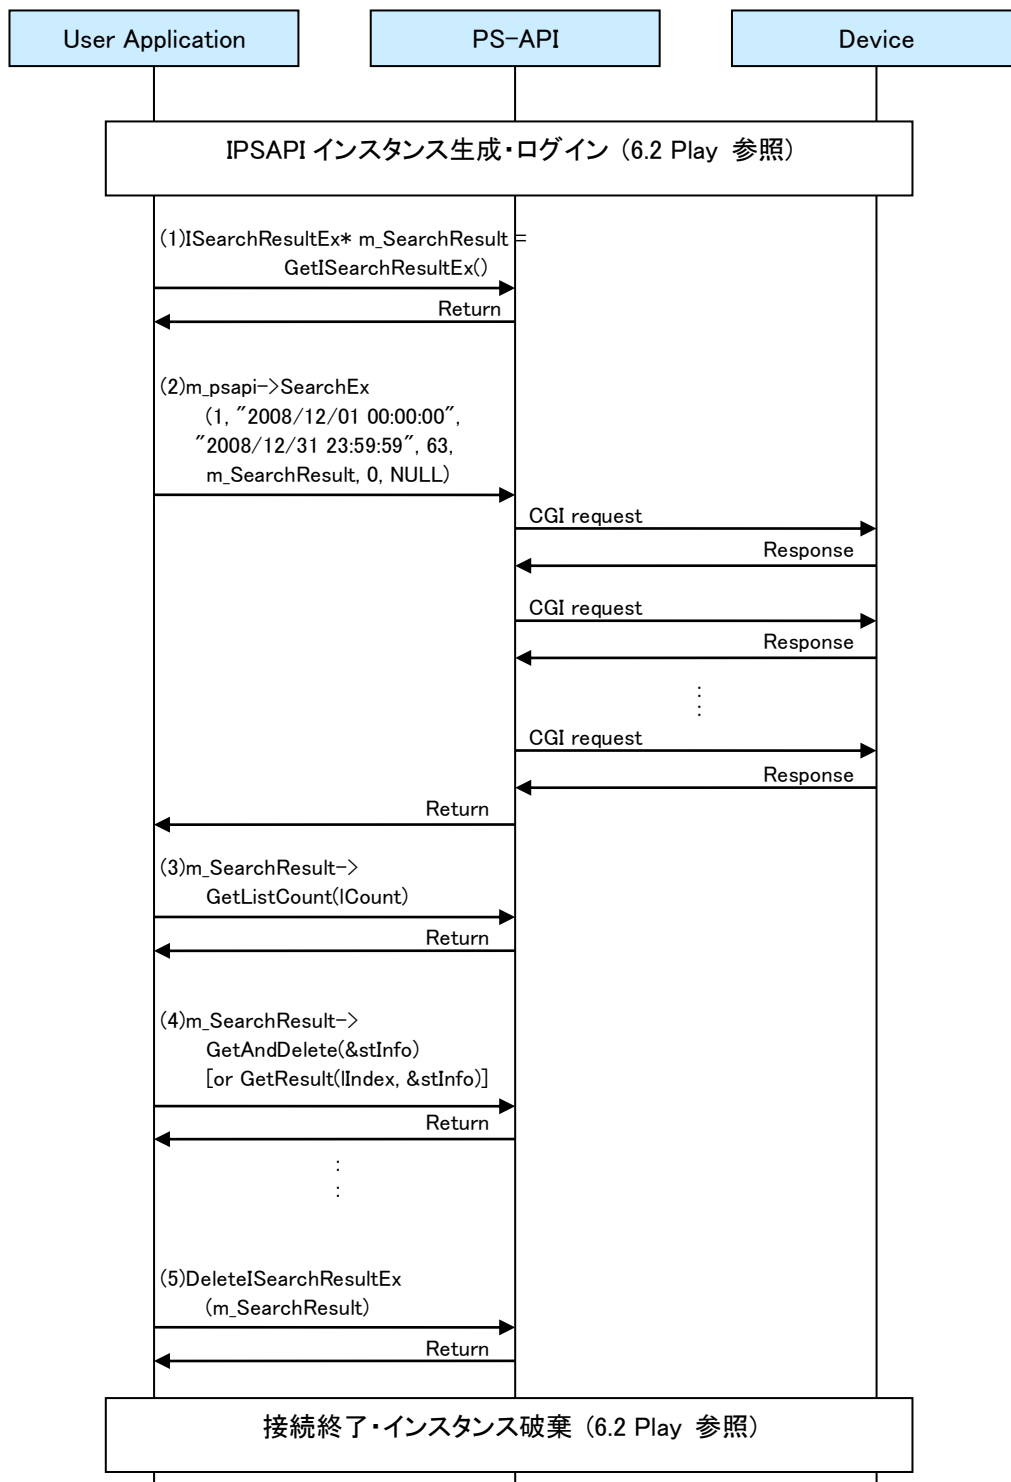 User Application
PS-API
Device
IPSAPI インスタンス生成・ログイン (6.2 Play 参照)
(1)ISearchResultEx* m_SearchResult =
GetISearchResultEx()
Return
(2)m_psapi->SearchEx
(1, "2008/12/01 00:00:00",
"2008/12/31 23:59:59", 63,
m_SearchResult, 0, NULL)
CGI request
Response
CGI request
Response
:
:
CGI request
Response
Return
(3)m_SearchResult->
GetListCount(lCount)
Return
(4)m_SearchResult->
GetAndDelete(&stInfo)
[or GetResult(lIndex, &stInfo)]
Return
:
:
(5)DeleteISearchResultEx
(m_SearchResult)
Return
接続終了・インスタンス破棄 (6.2 Play 参照)